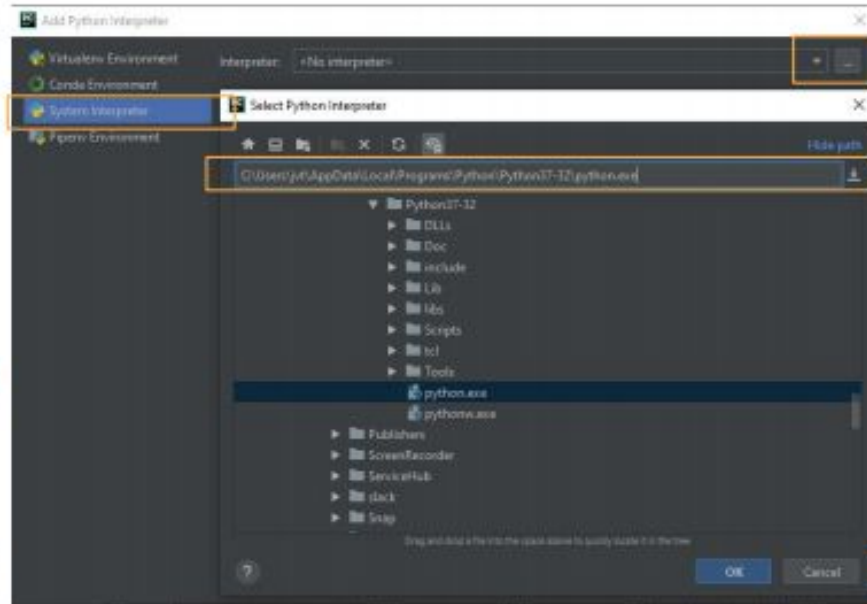 Add Python Interpreter
Virtualenv Environment
Conda Environment
System Interpreter
Pipenv Environment
Interpreter: <No interpreter>
...
Select Python Interpreter
Hide path
C:\Users\jvt\AppData\Local\Programs\Python\Python37-32\python.exe
Python37-32
DLLs
Doc
include
Lib
libs
Scripts
tcl
Tools
python.exe
pythonw.exe
Publishers
ScreenRecorder
ServiceHub
slack
Snap
Drag and drop a file into the space above to quickly locate it in the tree
?
OK
Cancel